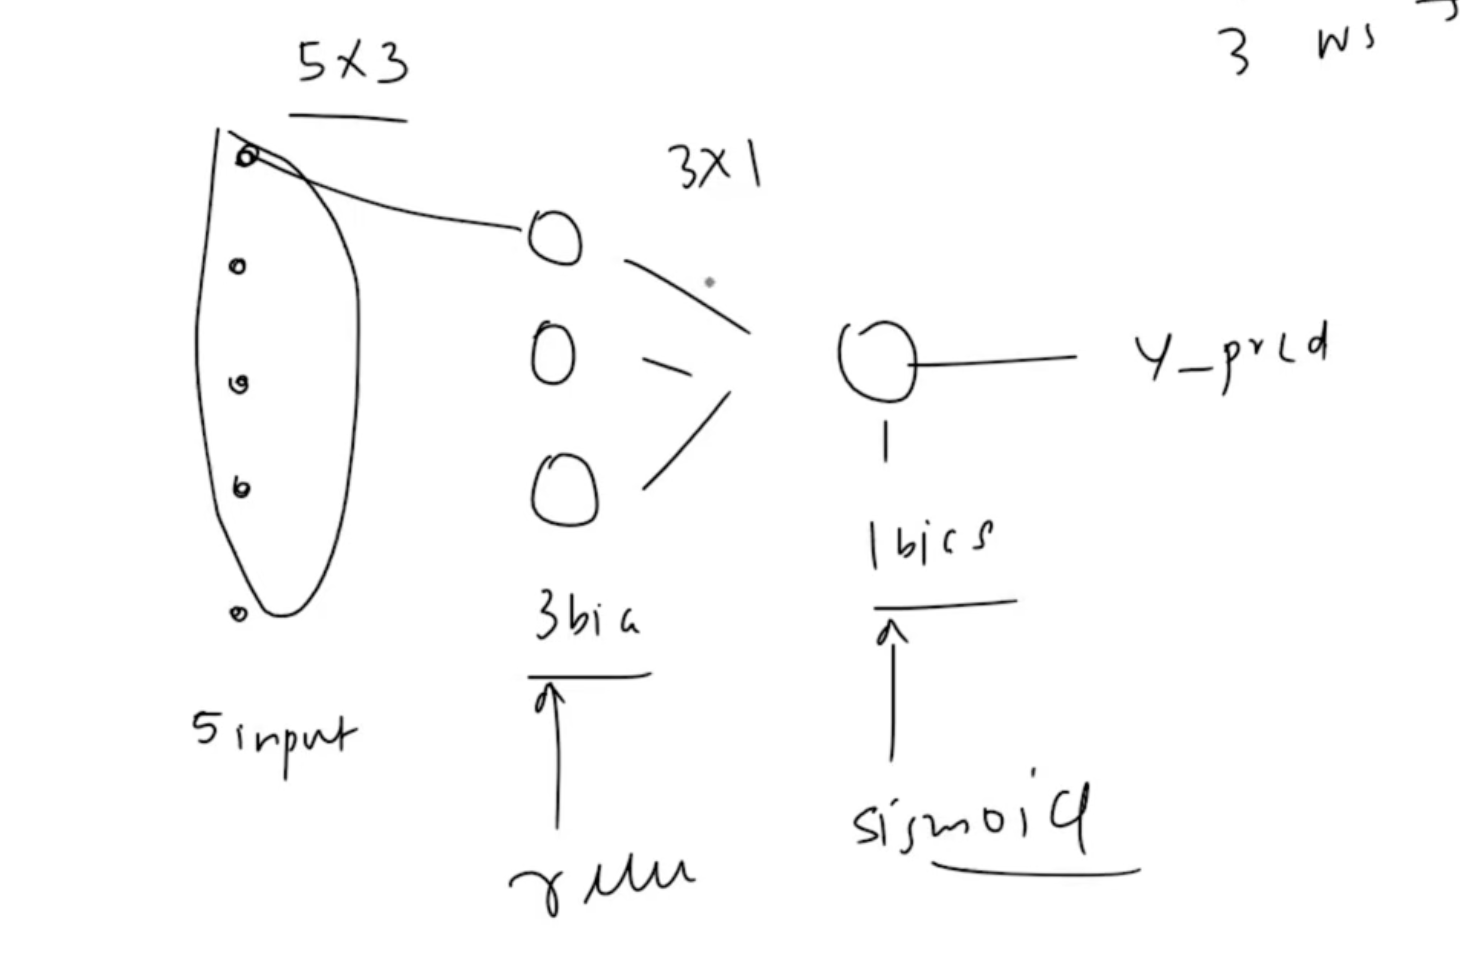 3 ws
5x3
3x1
y_pred
1 bias
3 bia
5 input
sigmoid
relu